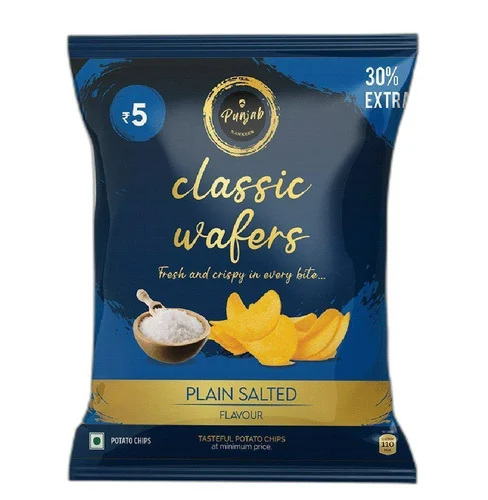 ₹5
Punjab
30%
EXTRA
classic
wafers
Fresh and crispy in every bite...
PLAIN SALTED
FLAVOUR
POTATO CHIPS
TASTEFUL POTATO CHIPS
at minimum price.
110